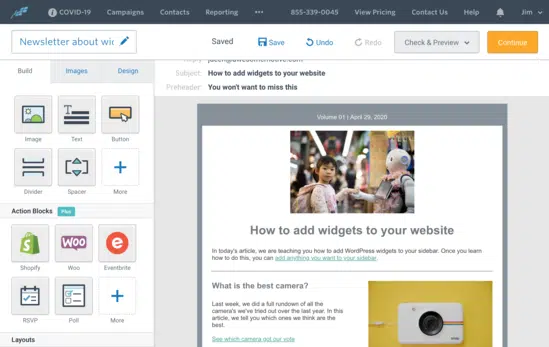 COVID-19 Campaigns Contacts Reporting ••• 855-339-0045 View Pricing Contact Us Help Jim
Newsletter about wi
Saved Save Undo Redo Check & Preview Continue
Build Images Design
Subject: How to add widgets to your website
Preheader: You won't want to miss this
Image Text Button
Divider Spacer More
Action Blocks Plus
Shopify Woo Eventbrite
RSVP Poll More
Layouts
Volume 01 | April 29, 2020
How to add widgets to your website
In today's article, we are teaching you how to add WordPress widgets to your sidebar. Once you learn
how to do this, you can add anything you want to your sidebar.
What is the best camera?
Last week, we did a full rundown of all the
camera's we've tried out over the last year. In this
article, we tell you which ones we think are the
best.
See which camera got our vote